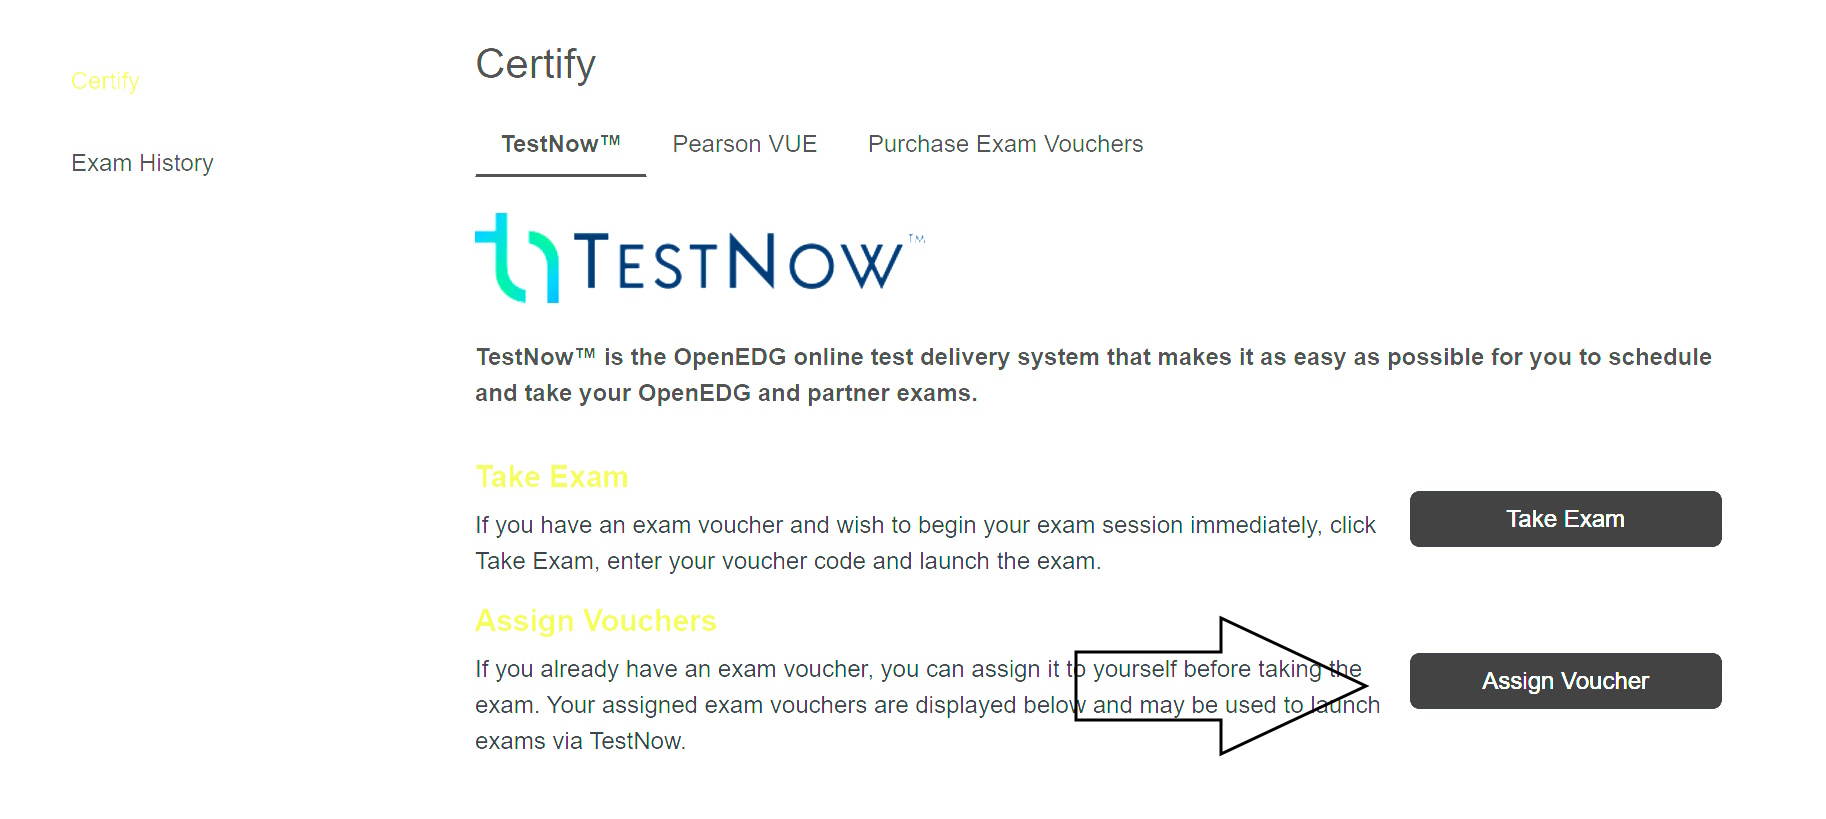 Certify
Exam History
Certify
TestNow™ Pearson VUE Purchase Exam Vouchers
TESTNOW™
TestNow™ is the OpenEDG online test delivery system that makes it as easy as possible for you to schedule
and take your OpenEDG and partner exams.
Take Exam
If you have an exam voucher and wish to begin your exam session immediately, click
Take Exam, enter your voucher code and launch the exam.
Take Exam
Assign Vouchers
If you already have an exam voucher, you can assign it to yourself before taking the
exam. Your assigned exam vouchers are displayed below and may be used to launch
exams via TestNow.
Assign Voucher